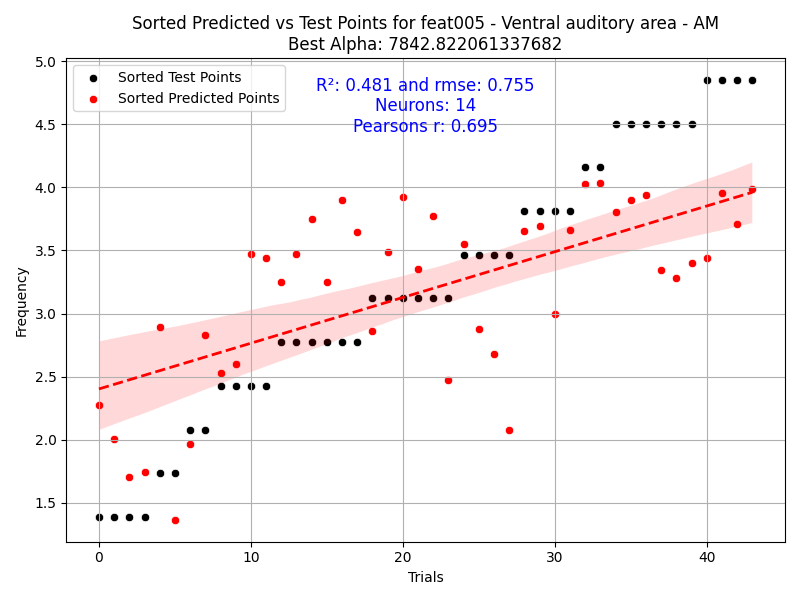 Sorted Predicted vs Test Points for feat005 - Ventral auditory area - AM
Best Alpha: 7842.822061337682
Sorted Test Points
Sorted Predicted Points
R²: 0.481 and rmse: 0.755
Neurons: 14
Pearsons r: 0.695
Frequency
5.0
4.5
4.0
3.5
3.0
2.5
2.0
1.5
0
10
20
30
40
Trials